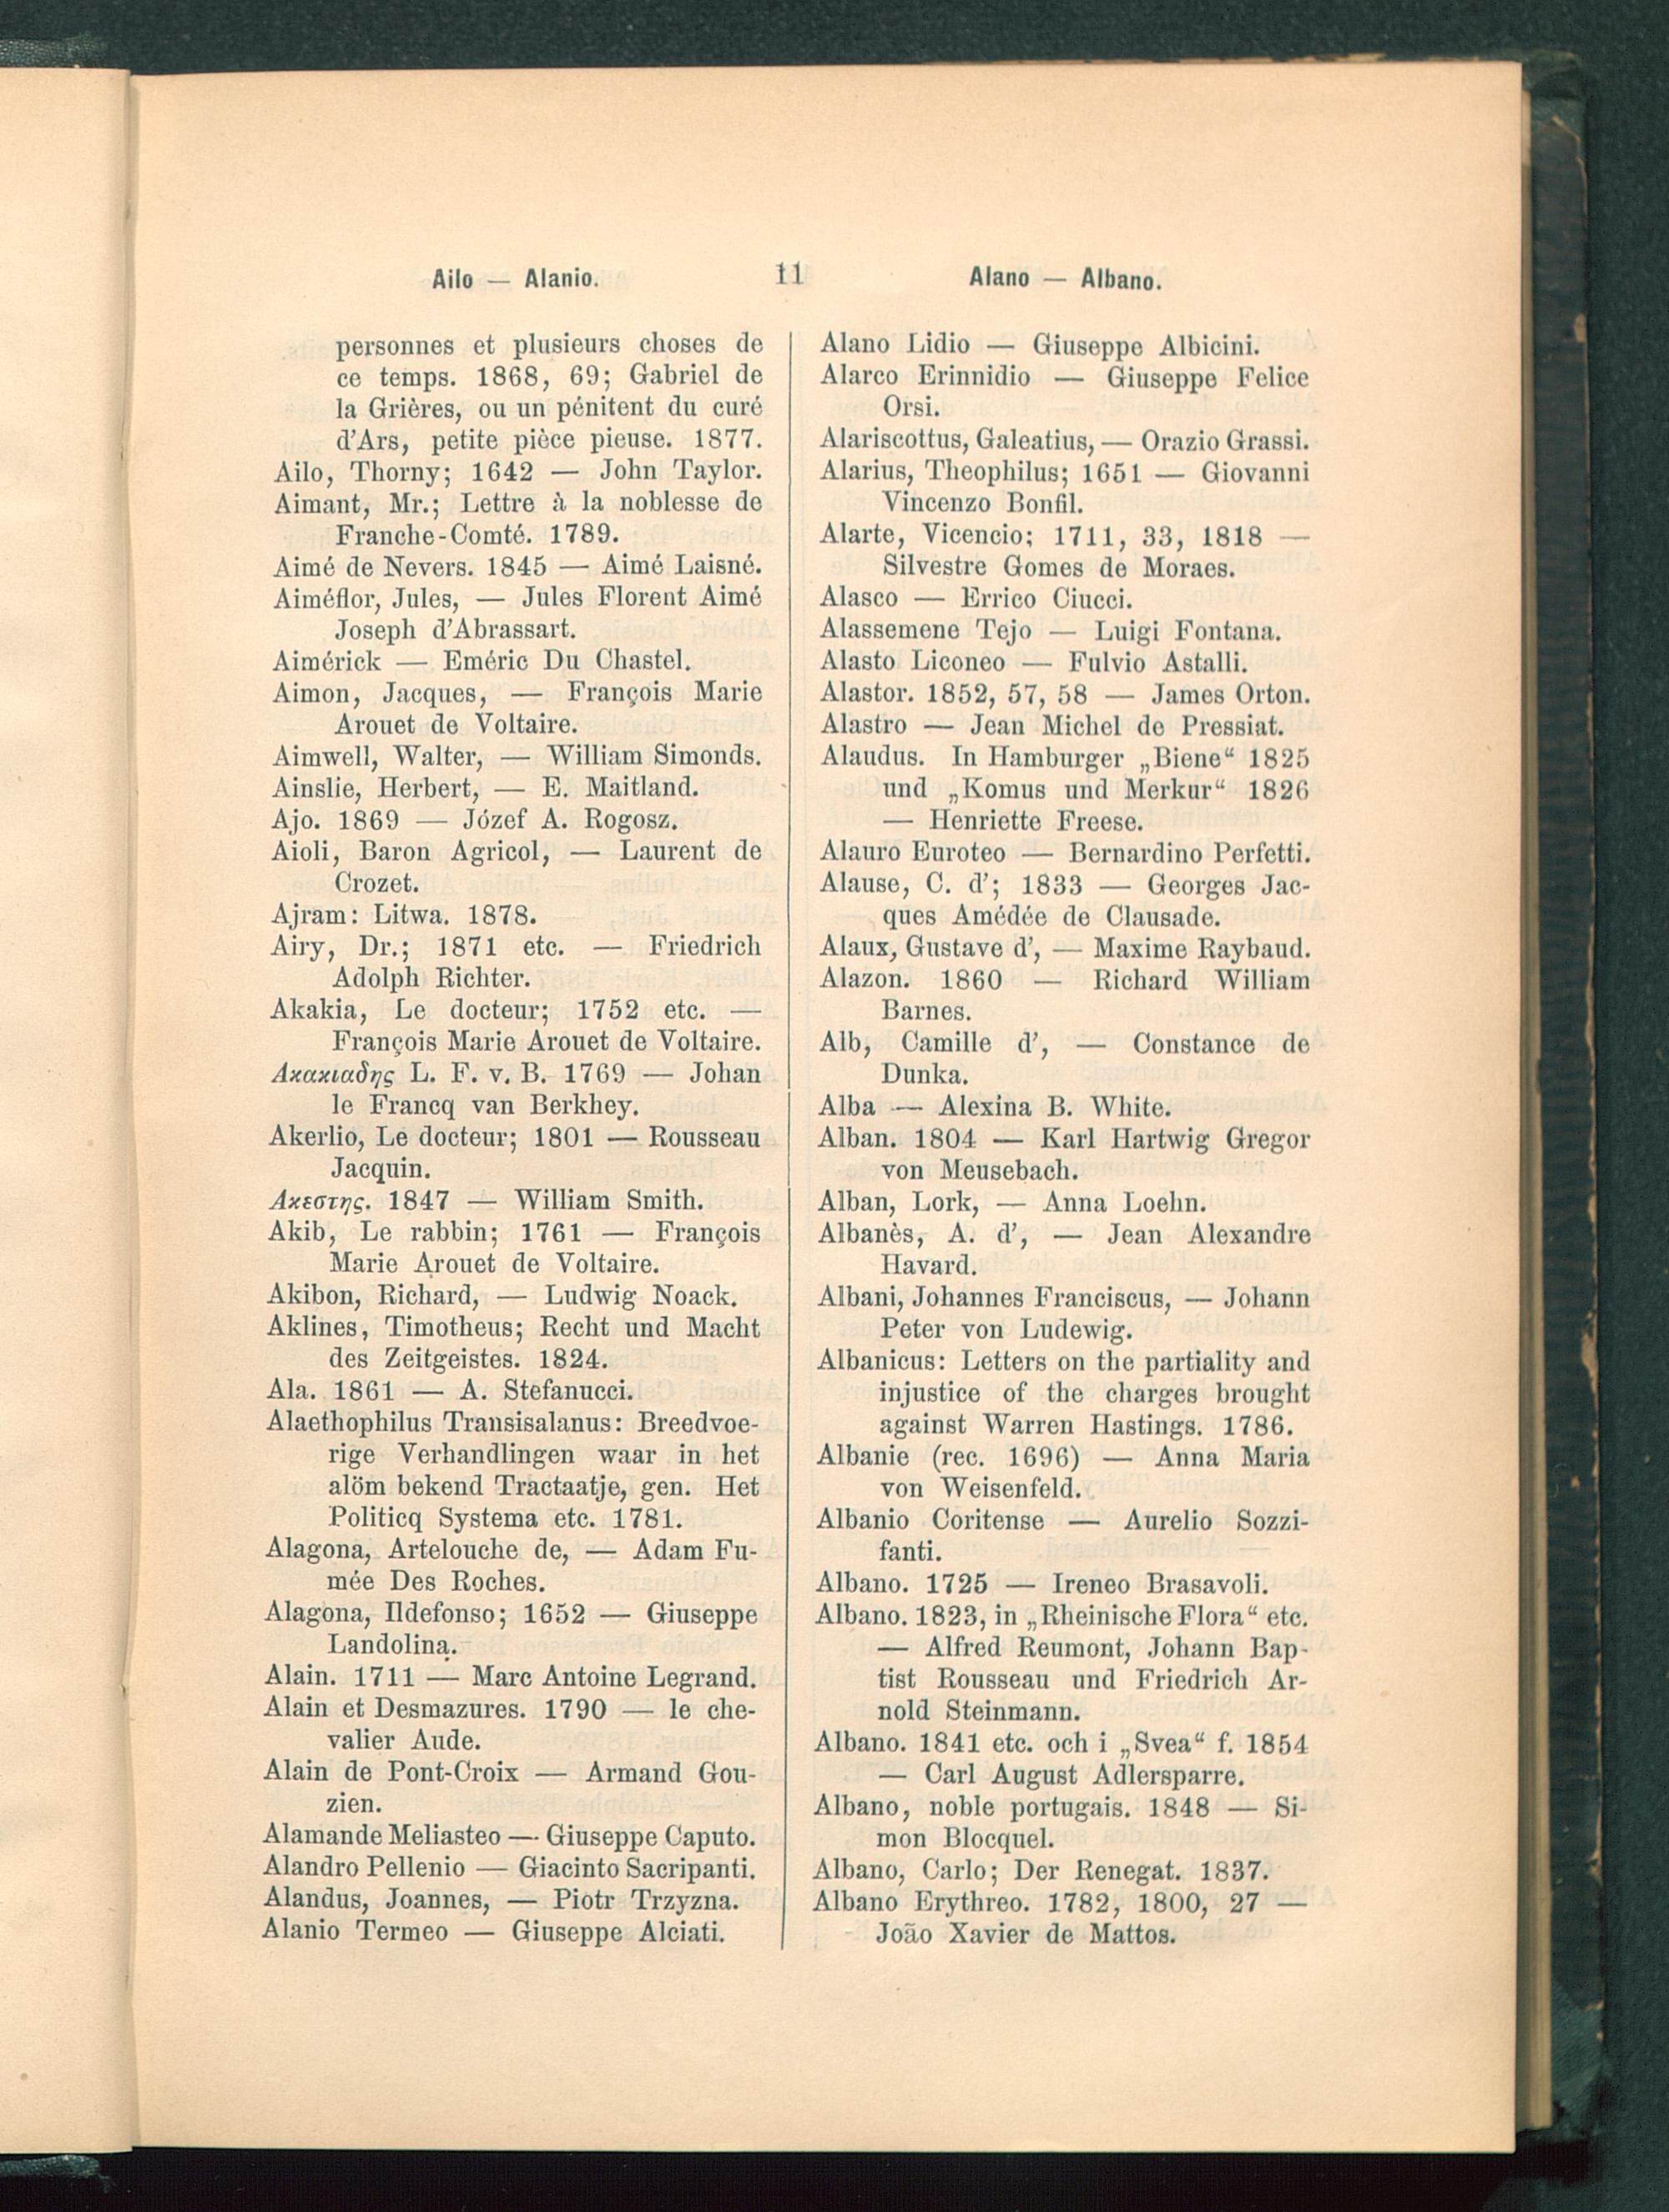 Ailo — Alanio.
11
Alano — Albano.
personnes et plusieurs choses de
ce temps. 1868, 69; Gabriel de
la Grières, ou un pénitent du curé
d'Ars, petite pièce pieuse. 1877.
Ailo, Thorny; 1642 — John Taylor.
Aimant, Mr.; Lettre à la noblesse de
Franche-Comté. 1789.
Aimé de Nevers. 1845 — Aimé Laisné.
Aiméflor, Jules, — Jules Florent Aimé
Joseph d'Abrassart.
Aimérick — Eméric Du Chastel.
Aimon, Jacques, — François Marie
Arouet de Voltaire.
Aimwell, Walter, — William Simonds.
Ainslie, Herbert, — E. Maitland.
Ajo. 1869 — Józef A. Rogosz.
Aioli, Baron Agricol, — Laurent de
Crozet.
Ajram: Litwa. 1878.
Airy, Dr.; 1871 etc. — Friedrich
Adolph Richter.
Akakia, Le docteur; 1752 etc. —
François Marie Arouet de Voltaire.
Ακακιαδης L. F. v. B. 1769 — Johan
le Francq van Berkhey.
Akerlio, Le docteur; 1801 — Rousseau
Jacquin.
Ακεστης. 1847 — William Smith.
Akib, Le rabbin; 1761 — François
Marie Arouet de Voltaire.
Akibon, Richard, — Ludwig Noack.
Aklines, Timotheus; Recht und Macht
des Zeitgeistes. 1824.
Ala. 1861 — A. Stefanucci.
Alaethophilus Transisalanus: Breedvoe-
rige Verhandlingen waar in het
alöm bekend Tractaatje, gen. Het
Politicq Systema etc. 1781.
Alagona, Artelouche de, — Adam Fu-
mée Des Roches.
Alagona, Ildefonso; 1652 — Giuseppe
Landolina.
Alain. 1711 — Marc Antoine Legrand.
Alain et Desmazures. 1790 — le che-
valier Aude.
Alain de Pont-Croix — Armand Gou-
zien.
Alamande Meliasteo — Giuseppe Caputo.
Alandro Pellenio — Giacinto Sacripanti.
Alandus, Joannes, — Piotr Trzyzna.
Alanio Termeo — Giuseppe Alciati.
Alano Lidio — Giuseppe Albicini.
Alarco Erinnidio — Giuseppe Felice
Orsi.
Alariscottus, Galeatius, — Orazio Grassi.
Alarius, Theophilus; 1651 — Giovanni
Vincenzo Bonfil.
Alarte, Vicencio; 1711, 33, 1818 —
Silvestre Gomes de Moraes.
Alasco — Errico Ciucci.
Alassemene Tejo — Luigi Fontana.
Alasto Liconeo — Fulvio Astalli.
Alastor. 1852, 57, 58 — James Orton.
Alastro — Jean Michel de Pressiat.
Alaudus. In Hamburger „Biene“ 1825
und „Komus und Merkur“ 1826
— Henriette Freese.
Alauro Euroteo — Bernardino Perfetti.
Alause, C. d'; 1833 — Georges Jac-
ques Amédée de Clausade.
Alaux, Gustave d', — Maxime Raybaud.
Alazon. 1860 — Richard William
Barnes.
Alb, Camille d', — Constance de
Dunka.
Alba — Alexina B. White.
Alban. 1804 — Karl Hartwig Gregor
von Meusebach.
Alban, Lork, — Anna Loehn.
Albanès, A. d', — Jean Alexandre
Havard.
Albani, Johannes Franciscus, — Johann
Peter von Ludewig.
Albanicus: Letters on the partiality and
injustice of the charges brought
against Warren Hastings. 1786.
Albanie (rec. 1696) — Anna Maria
von Weisenfeld.
Albanio Coritense — Aurelio Sozzi-
fanti.
Albano. 1725 — Ireneo Brasavoli.
Albano. 1823, in „Rheinische Flora“ etc.
— Alfred Reumont, Johann Bap-
tist Rousseau und Friedrich Ar-
nold Steinmann.
Albano. 1841 etc. och i „Svea“ f. 1854
— Carl August Adlersparre.
Albano, noble portugais. 1848 — Si-
mon Blocquel.
Albano, Carlo; Der Renegat. 1837.
Albano Erythreo. 1782, 1800, 27 —
João Xavier de Mattos.